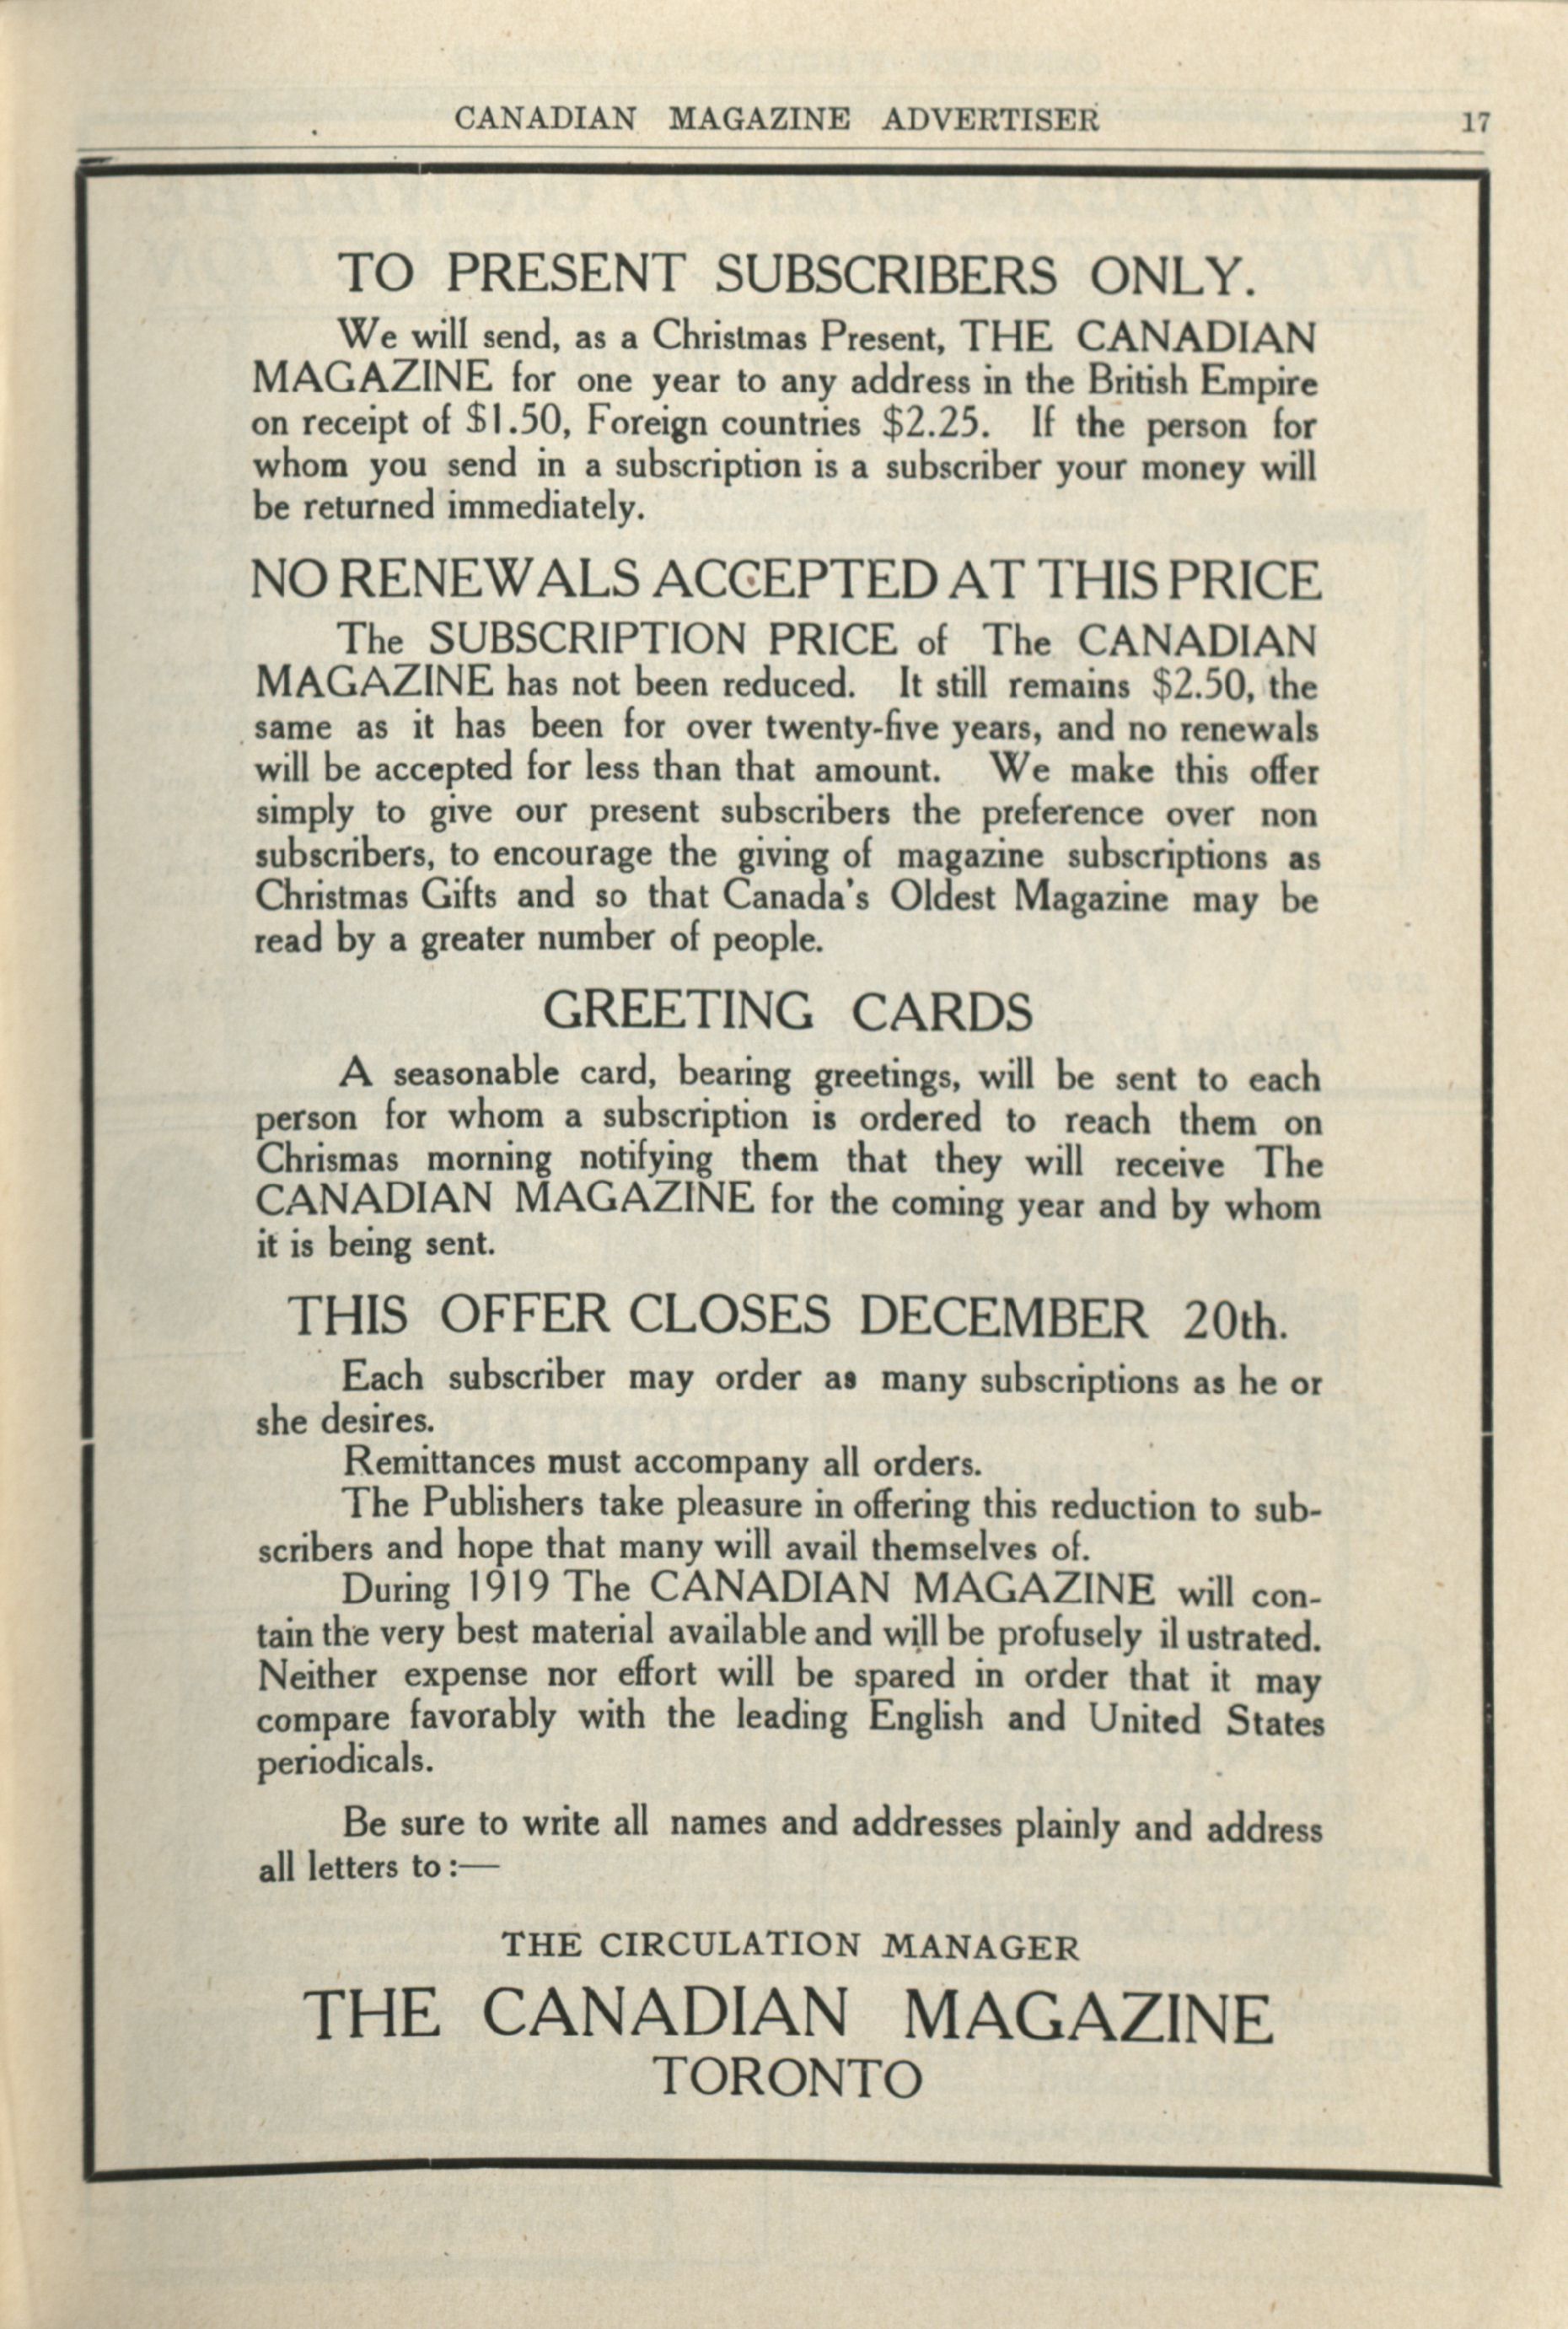 CANADIAN MAGAZINE ADVERTISER 17
TO PRESENT SUBSCRIBERS ONLY.
We will send, as a Christmas Present, THE CANADIAN
MAGAZINE for one year to any address in the British Empire
on receipt of $1.50, Foreign countries $2.25. If the person for
whom you send in a subscription is a subscriber your money will
be returned immediately.
NO RENEWALS ACCEPTED AT THIS PRICE
The SUBSCRIPTION PRICE of The CANADIAN
MAGAZINE has not been reduced. It still remains $2.50, the
same as it has been for over twenty-five years, and no renewals
will be accepted for less than that amount. We make this offer
simply to give our present subscribers the preference over non
subscribers, to encourage the giving of magazine subscriptions as
Christmas Gifts and so that Canada's Oldest Magazine may be
read by a greater number of people.
GREETING CARDS
A seasonable card, bearing greetings, will be sent to each
person for whom a subscription is ordered to reach them on
Chrismas morning notifying them that they will receive The
CANADIAN MAGAZINE for the coming year and by whom
it is being sent.
THIS OFFER CLOSES DECEMBER 20th.
Each subscriber may order as many subscriptions as he or
she desires.
Remittances must accompany all orders.
The Publishers take pleasure in offering this reduction to sub-
scribers and hope that many will avail themselves of.
During 1919 The CANADIAN MAGAZINE will con-
tain the very best material available and will be profusely il ustrated.
Neither expense nor effort will be spared in order that it may
compare favorably with the leading English and United States
periodicals.
Be sure to write all names and addresses plainly and address
all letters to :—
THE CIRCULATION MANAGER
THE CANADIAN MAGAZINE
TORONTO